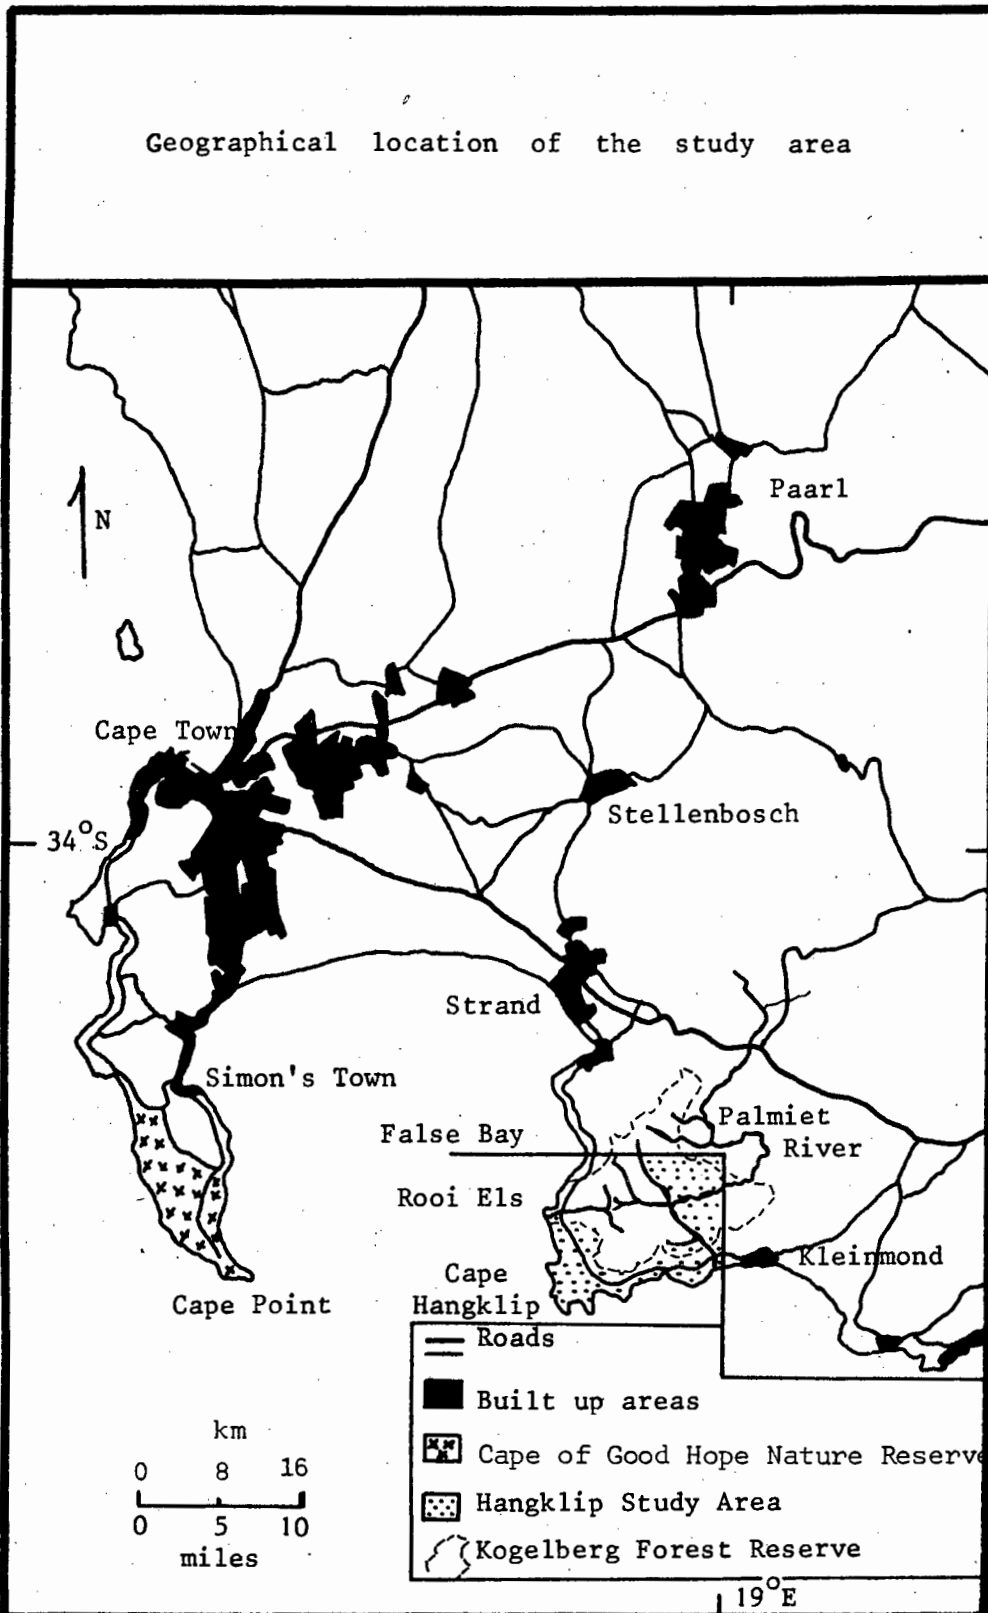 Geographical location of the study area
Paarl
N
Cape Town
Stellenbosch
34°S
Strand
Simon's Town
Palmiet
River
False Bay
Rooi Els
Kleinmond
Cape
Hangklip
Cape Point
Roads
Built up areas
Cape of Good Hope Nature Reserve
Hangklip Study Area
Kogelberg Forest Reserve
km
0 8 16
0 5 10
miles
19°E